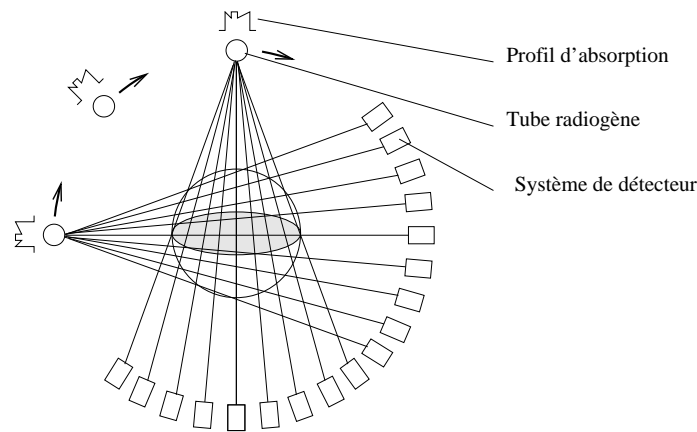 Profil d'absorption
Tube radiogène
Système de détecteur